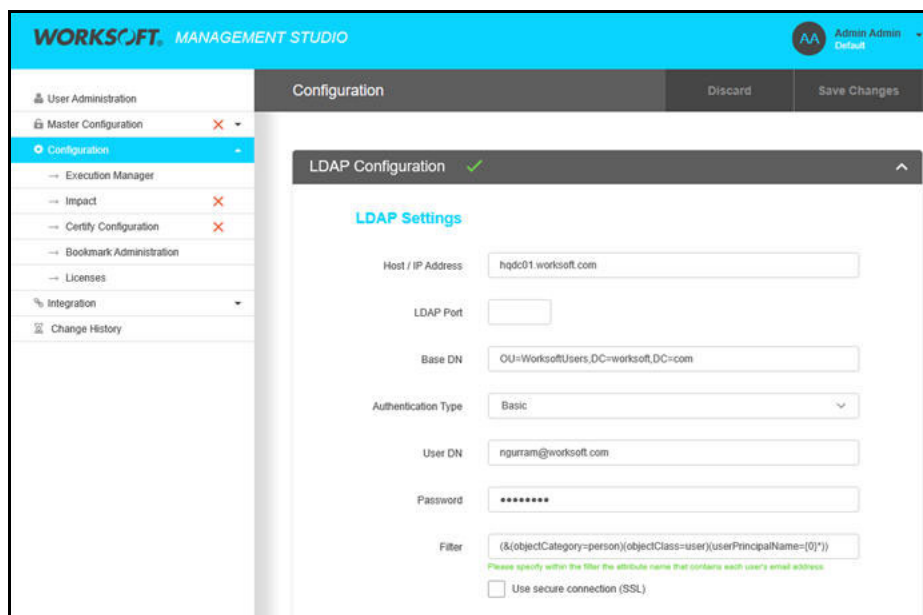 WORKSOFT. MANAGEMENT STUDIO
AA
Admin Admin
Default
User Administration
Master Configuration
Configuration
→ Execution Manager
→ Impact
→ Certify Configuration
→ Bookmark Administration
→ Licenses
Integration
Change History
Configuration
Discard
Save Changes
LDAP Configuration
LDAP Settings
Host / IP Address
hqdc01.worksoft.com
LDAP Port
Base DN
OU=WorksoftUsers,DC=worksoft,DC=com
Authentication Type
Basic
User DN
ngurram@worksoft.com
Password
••••••••
Filter
(&(objectCategory=person)(objectClass=user)(userPrincipalName={0}*))
Please specify within the filter the attribute name that contains each user's email address
Use secure connection (SSL)